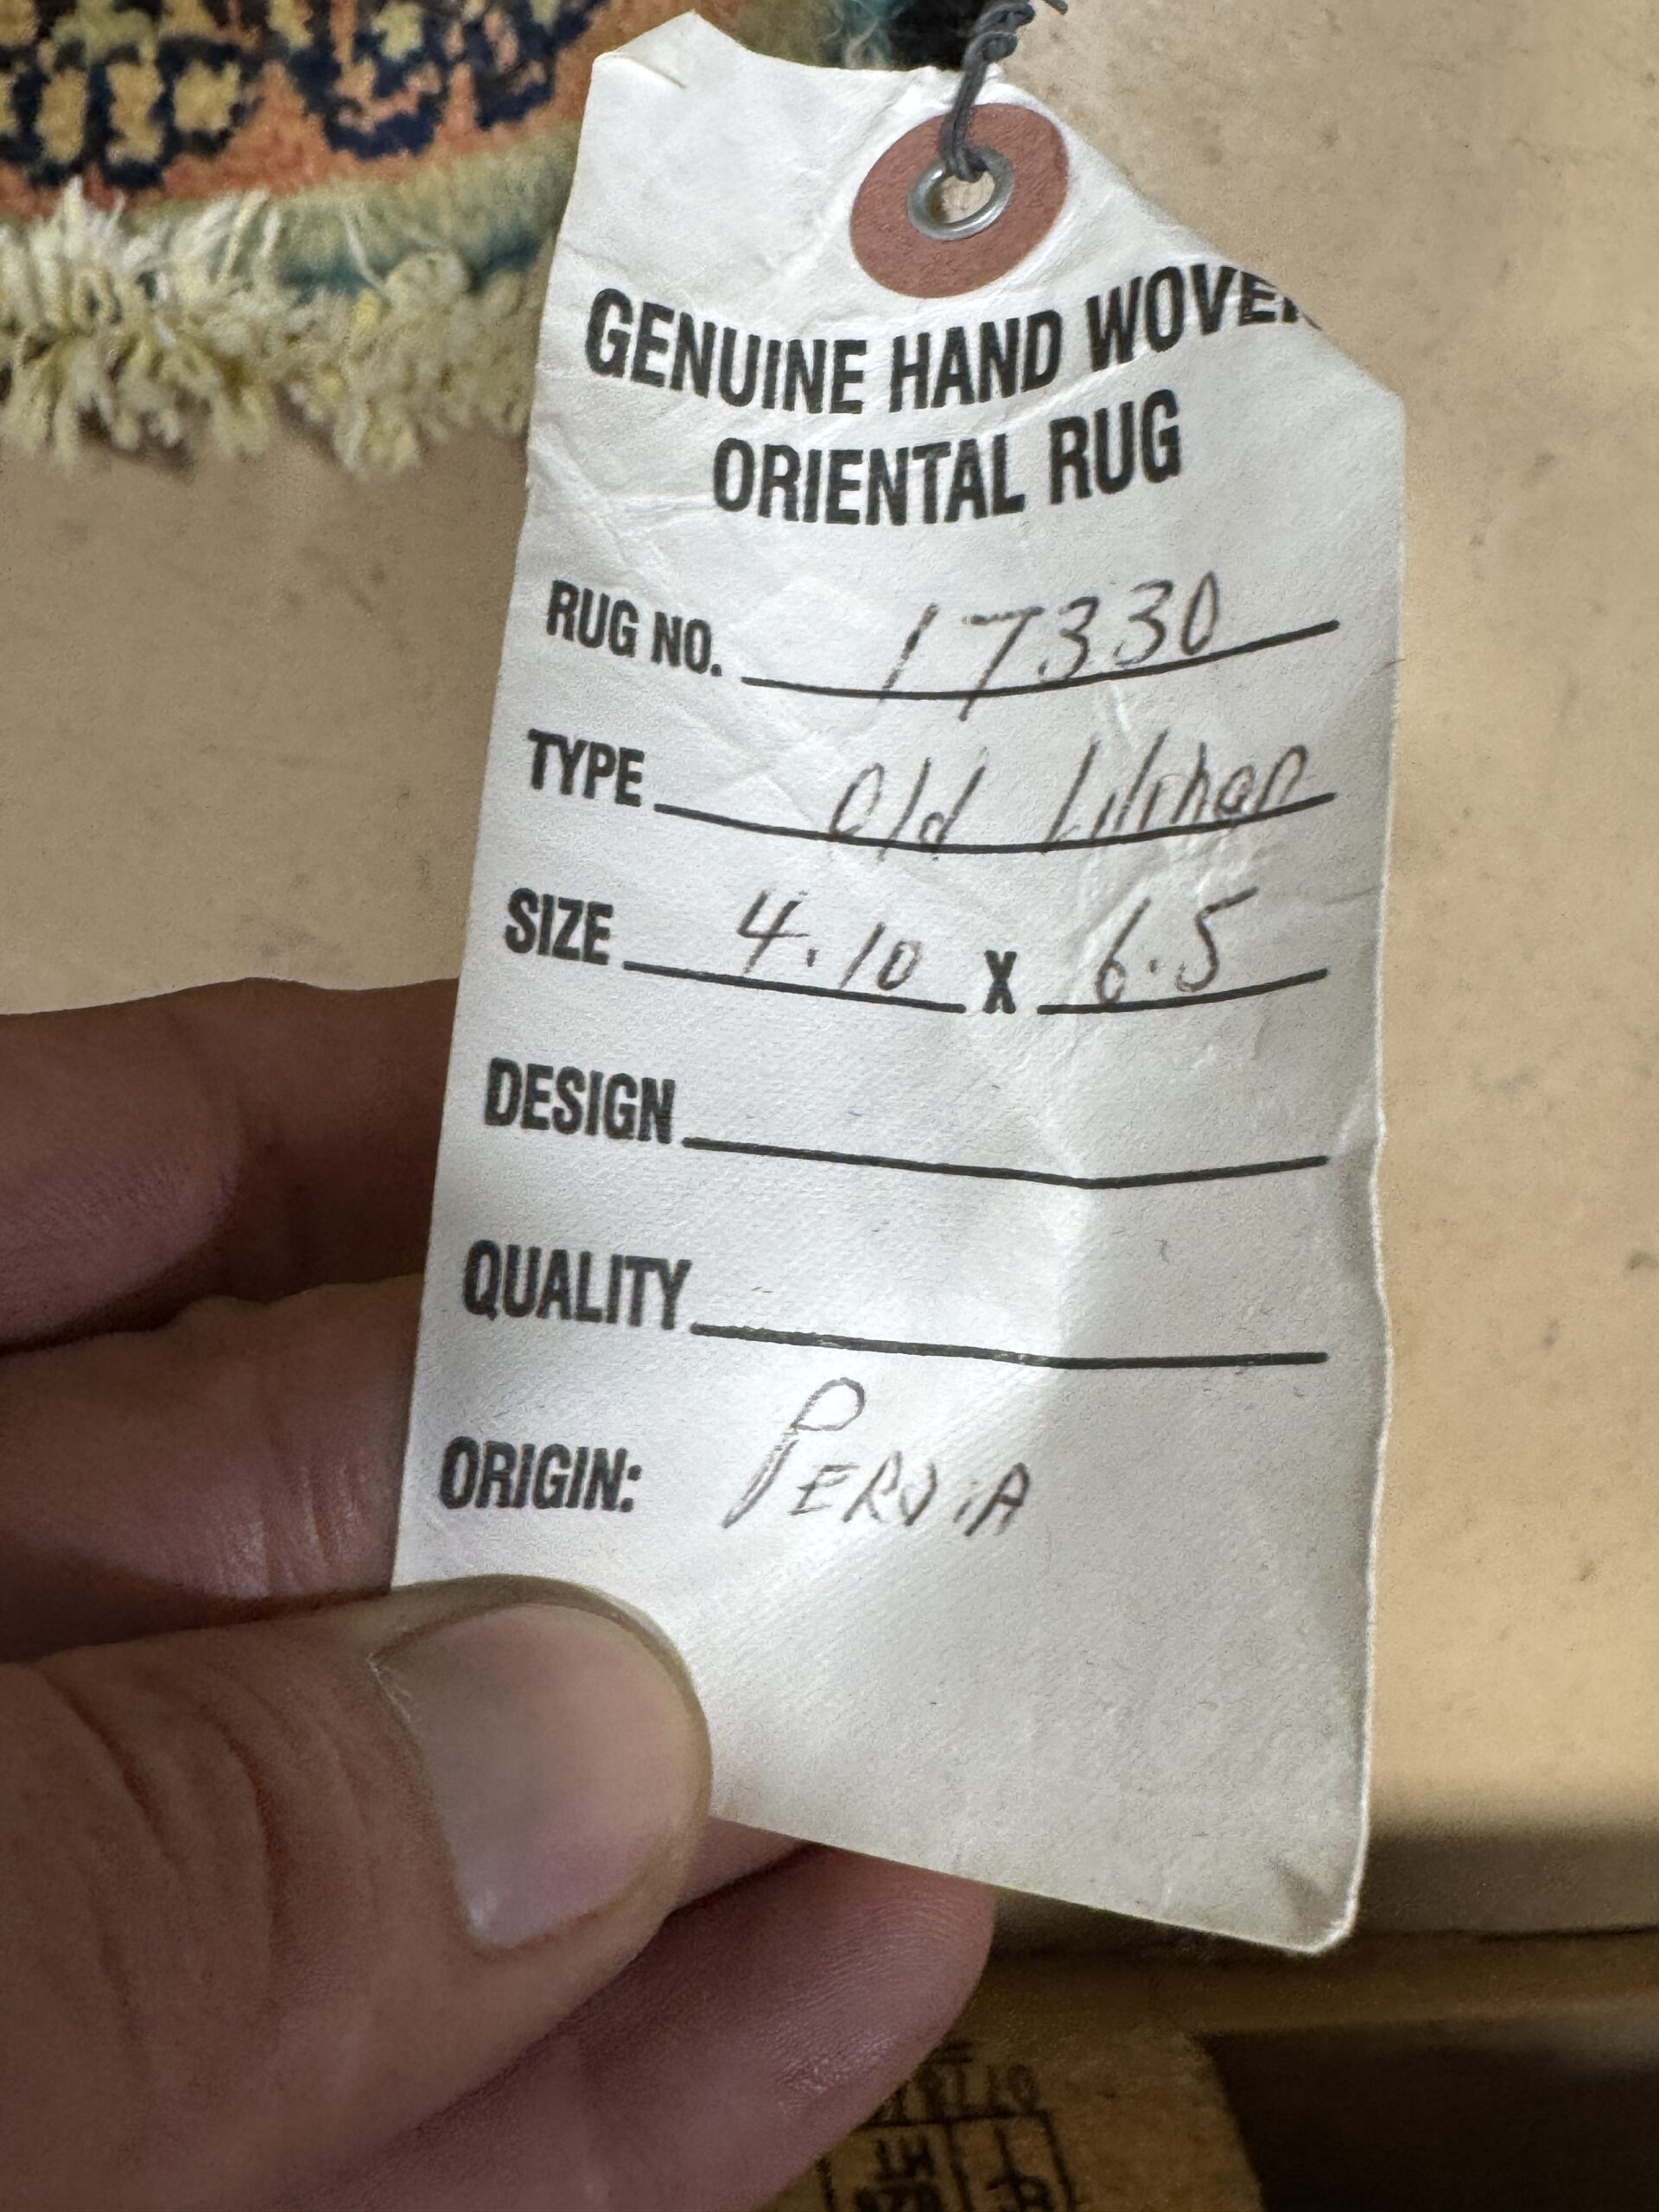 GENUINE HAND WOVEN
ORIENTAL RUG
RUG NO. 17330
TYPE Old Lilihan
SIZE 4.10 X 6.5
DESIGN
QUALITY
ORIGIN: PERSIA